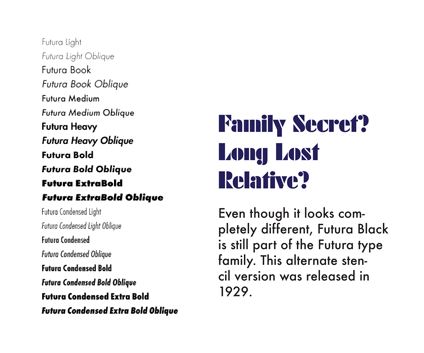 Futura Light
Futura Light Oblique
Futura Book
Futura Book Oblique
Futura Medium
Futura Medium Oblique
Futura Heavy
Futura Heavy Oblique
Futura Bold
Futura Bold Oblique
Futura ExtraBold
Futura ExtraBold Oblique
Futura Condensed Light
Futura Condensed Light Oblique
Futura Condensed
Futura Condensed Oblique
Futura Condensed Bold
Futura Condensed Bold Oblique
Futura Condensed Extra Bold
Futura Condensed Extra Bold Oblique
Family Secret?
Long Lost
Relative?
Even though it looks com-
pletely different, Futura Black
is still part of the Futura type
family. This alternate sten-
cil version was released in
1929.